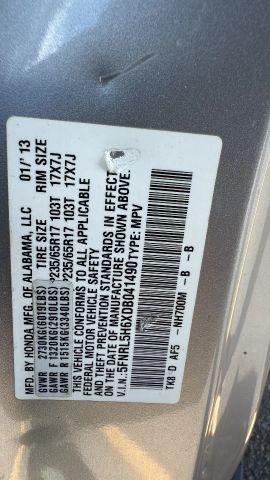 MFD. BY HONDA MFG. OF ALABAMA, LLC 01/'13
TIRE SIZE RIM SIZE
GVWR 2730KG(6019LBS)
GAWR F 1320KG(2910LBS) P235/65R17 103T 17X7J
GAWR R 1515KG(3340LBS) P235/65R17 103T 17X7J
THIS VEHICLE CONFORMS TO ALL APPLICABLE
FEDERAL MOTOR VEHICLE SAFETY
AND THEFT PREVENTION STANDARDS IN EFFECT
ON THE DATE OF MANUFACTURE SHOWN ABOVE.
V.I.N.: 5FNRL5H6XDB041490 TYPE: MPV
TK8-D AF5 - NH700M - B - B